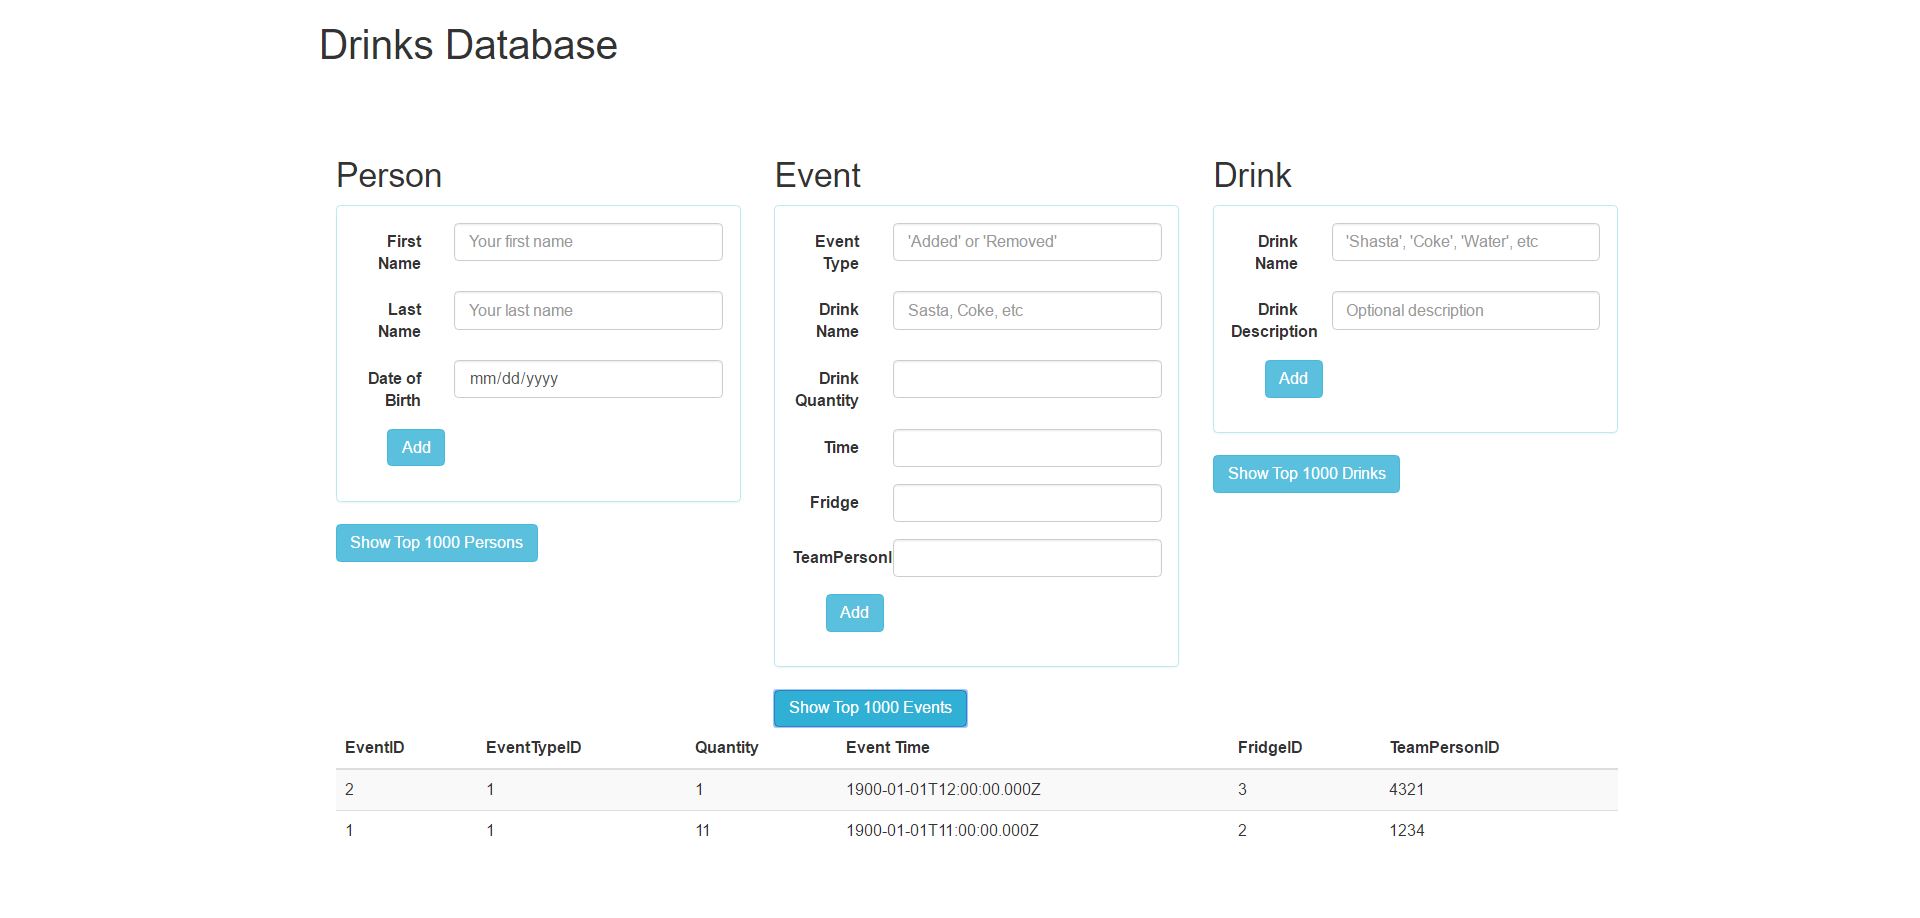 Drinks Database
Person
First
Name
Your first name
Last
Name
Your last name
Date of
Birth
mm/dd/yyyy
Add
Show Top 1000 Persons
Event
Event
Type
'Added' or 'Removed'
Drink
Name
Sasta, Coke, etc
Drink
Quantity
Time
Fridge
TeamPersonI
Add
Show Top 1000 Events
Drink
Drink
Name
'Shasta', 'Coke', 'Water', etc
Drink
Description
Optional description
Add
Show Top 1000 Drinks
EventID EventTypeID Quantity Event Time FridgeID TeamPersonID
2 1 1 1900-01-01T12:00:00.000Z 3 4321
1 1 11 1900-01-01T11:00:00.000Z 2 1234